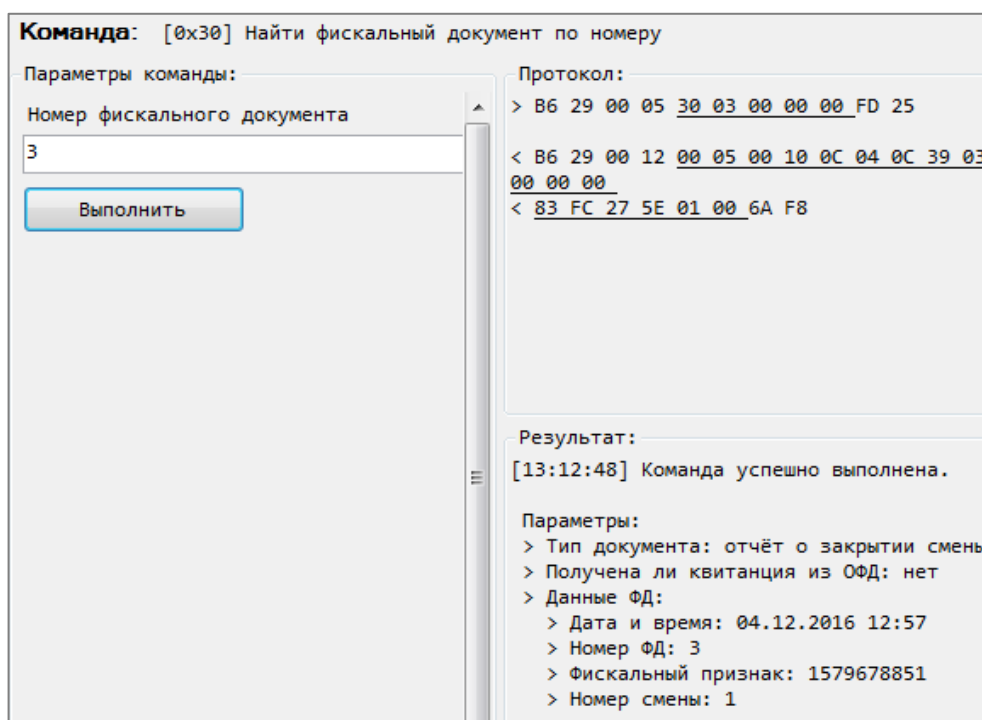 Команда: [0x30] Найти фискальный документ по номеру
Параметры команды:
Номер фискального документа
3
Выполнить
Протокол:
> B6 29 00 05 30 03 00 00 00 FD 25
< B6 29 00 12 00 05 00 10 0C 04 0C 39 03
00 00 00
< 83 FC 27 5E 01 00 6A F8
Результат:
[13:12:48] Команда успешно выполнена.
Параметры:
> Тип документа: отчёт о закрытии смены
> Получена ли квитанция из ОФД: нет
> Данные ФД:
> Дата и время: 04.12.2016 12:57
> Номер ФД: 3
> Фискальный признак: 1579678851
> Номер смены: 1